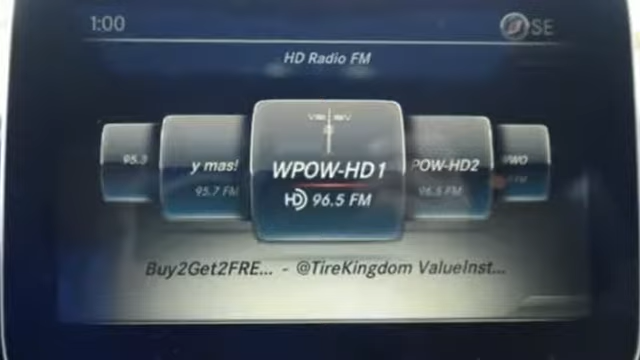 1:00
SE
HD Radio FM
95.3
y mas!
95.7 FM
WPOW-HD1
HD 96.5 FM
POW-HD2
96.5 FM
Buy2Get2FRE... - @TireKingdom ValueInst...